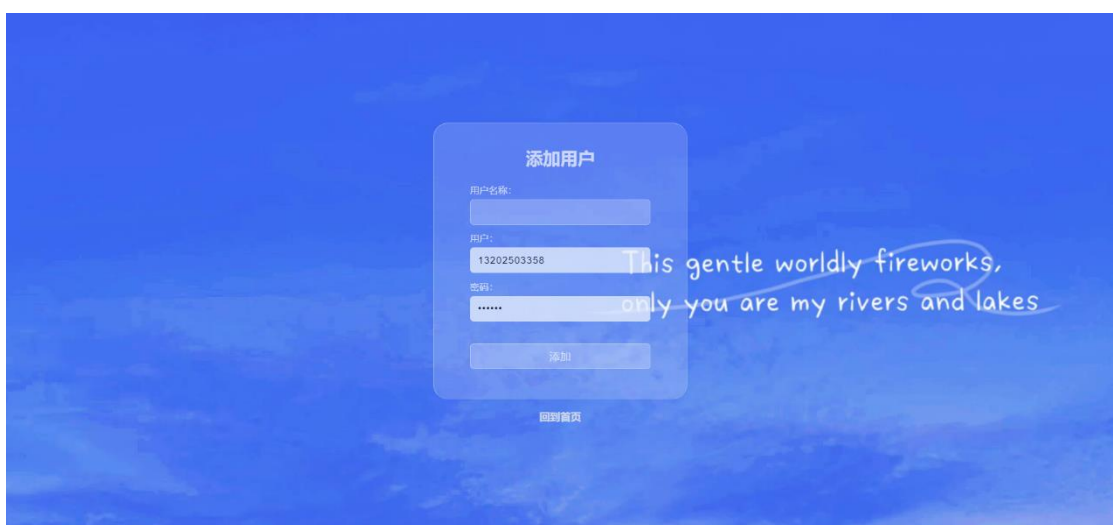 添加用户
用户名称：
用户：
13202503358
密码：
••••••
This gentle worldly fireworks,
only you are my rivers and lakes
添加
回到首页